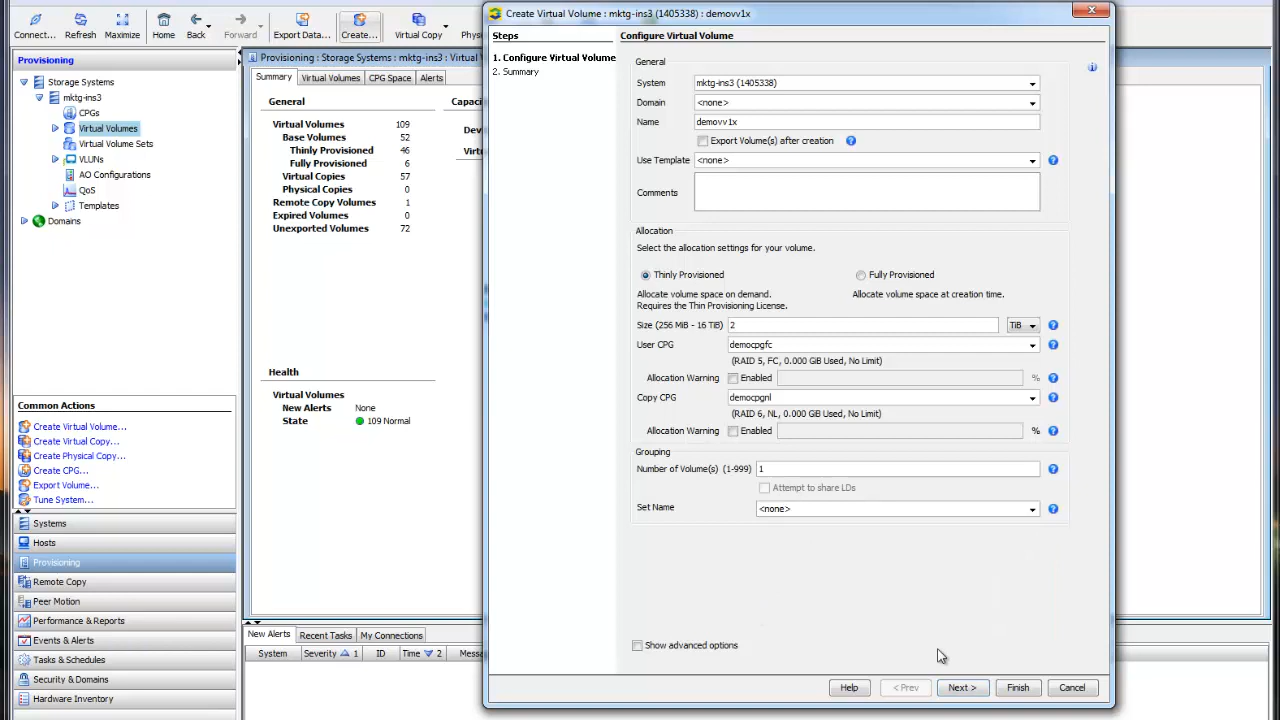 Create Virtual Volume : mktg-ins3 (1405338) : demovv1x
Connect...
Refresh
Maximize
Home
Back
Forward
Export Data...
Create...
Virtual Copy
Provisioning
Storage Systems
mktg-ins3
CPGs
Virtual Volumes
Virtual Volume Sets
VLUNs
AO Configurations
QoS
Templates
Domains
Common Actions
Create Virtual Volume...
Create Virtual Copy...
Create Physical Copy...
Create CPG...
Export Volume...
Tune System...
Systems
Hosts
Provisioning
Remote Copy
Peer Motion
Performance & Reports
Events & Alerts
Tasks & Schedules
Security & Domains
Hardware Inventory
Provisioning : Storage Systems : mktg-ins3 : Virtual
Summary Virtual Volumes CPG Space Alerts
General
Virtual Volumes 109
Base Volumes 52
Thinly Provisioned 46
Fully Provisioned 6
Virtual Copies 57
Physical Copies 0
Remote Copy Volumes 1
Expired Volumes 0
Unexported Volumes 72
Health
Virtual Volumes
New Alerts None
State 109 Normal
New Alerts Recent Tasks My Connections
System Severity 1 ID Time 2
Steps
1. Configure Virtual Volume
2. Summary
Configure Virtual Volume
General
System mktg-ins3 (1405338)
Domain <none>
Name demovv1x
Export Volume(s) after creation
Use Template <none>
Comments
Allocation
Select the allocation settings for your volume.
Thinly Provisioned Fully Provisioned
Allocate volume space on demand. Allocate volume space at creation time.
Requires the Thin Provisioning License.
Size (256 MiB - 16 TiB) 2 TiB
User CPG democpgfc
(RAID 5, FC, 0.000 GiB Used, No Limit)
Allocation Warning Enabled %
Copy CPG democpgnl
(RAID 6, NL, 0.000 GiB Used, No Limit)
Allocation Warning Enabled %
Grouping
Number of Volume(s) (1-999) 1
Attempt to share LDs
Set Name <none>
Show advanced options
Help < Prev Next > Finish Cancel